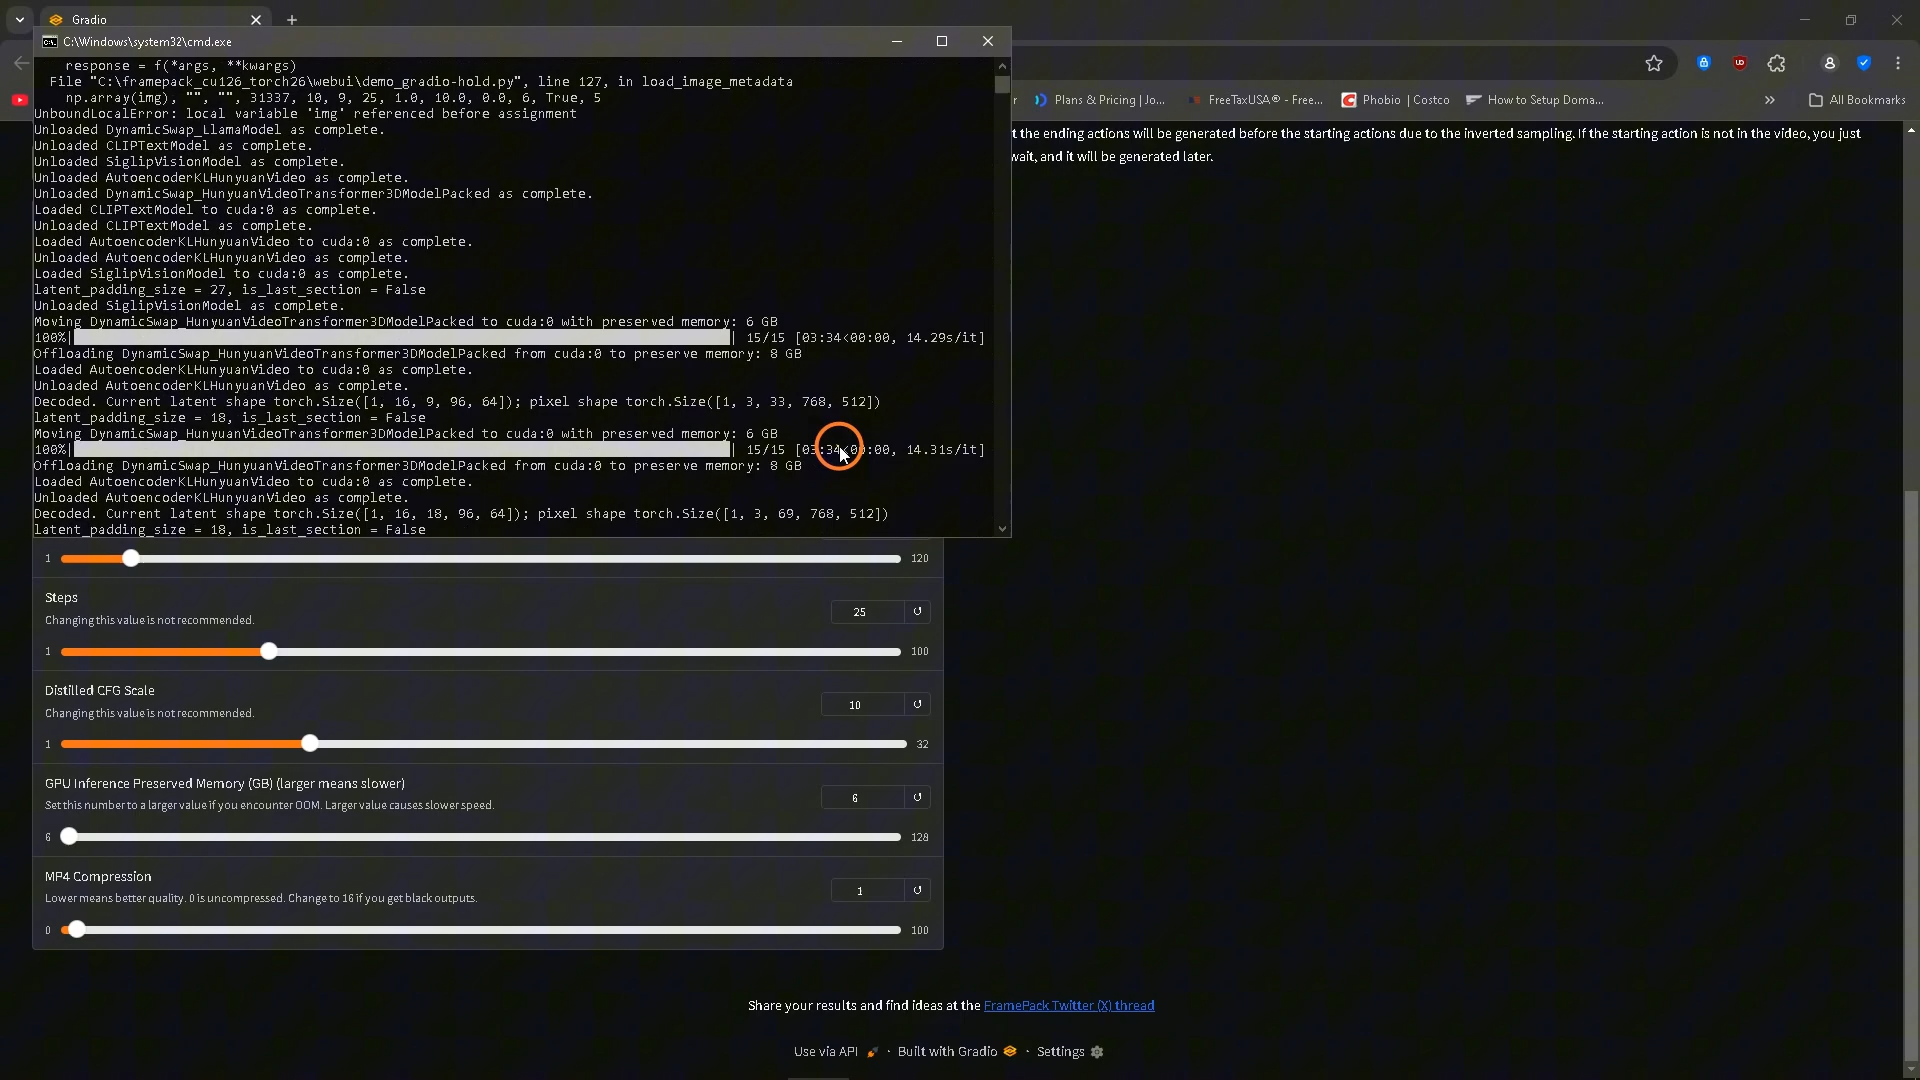 Gradio
C:\Windows\system32\cmd.exe
response = f(*args, **kwargs)
File "C:\framepack_cu126_torch26\webui\demo_gradio-hold.py", line 127, in load_image_metadata
np.array(img), "", "", 31337, 10, 9, 25, 1.0, 10.0, 0.0, 6, True, 5
UnboundLocalError: local variable 'img' referenced before assignment
Unloaded DynamicSwap_LlamaModel as complete.
Unloaded CLIPTextModel as complete.
Unloaded SiglipVisionModel as complete.
Unloaded AutoencoderKLHunyuanVideo as complete.
Unloaded DynamicSwap_HunyuanVideoTransformer3DModelPacked as complete.
Loaded CLIPTextModel to cuda:0 as complete.
Unloaded CLIPTextModel as complete.
Loaded AutoencoderKLHunyuanVideo to cuda:0 as complete.
Unloaded AutoencoderKLHunyuanVideo as complete.
Loaded SiglipVisionModel to cuda:0 as complete.
latent_padding_size = 27, is_last_section = False
Unloaded SiglipVisionModel as complete.
Moving DynamicSwap_HunyuanVideoTransformer3DModelPacked to cuda:0 with preserved memory: 6 GB
100%| | 15/15 [03:34<00:00, 14.29s/it]
Offloading DynamicSwap_HunyuanVideoTransformer3DModelPacked from cuda:0 to preserve memory: 8 GB
Loaded AutoencoderKLHunyuanVideo to cuda:0 as complete.
Unloaded AutoencoderKLHunyuanVideo as complete.
Decoded. Current latent shape torch.Size([1, 16, 9, 96, 64]); pixel shape torch.Size([1, 3, 33, 768, 512])
latent_padding_size = 18, is_last_section = False
Moving DynamicSwap_HunyuanVideoTransformer3DModelPacked to cuda:0 with preserved memory: 6 GB
100%| | 15/15 [03:34<00:00, 14.31s/it]
Offloading DynamicSwap_HunyuanVideoTransformer3DModelPacked from cuda:0 to preserve memory: 8 GB
Loaded AutoencoderKLHunyuanVideo to cuda:0 as complete.
Unloaded AutoencoderKLHunyuanVideo as complete.
Decoded. Current latent shape torch.Size([1, 16, 18, 96, 64]); pixel shape torch.Size([1, 3, 69, 768, 512])
latent_padding_size = 18, is_last_section = False
r Plans & Pricing | Jo... FreeTaxUSA® - Free... Phobio | Costco How to Setup Doma... » All Bookmarks
t the ending actions will be generated before the starting actions due to the inverted sampling. If the starting action is not in the video, you just
wait, and it will be generated later.
1 120
Steps
Changing this value is not recommended.
25
1 100
Distilled CFG Scale
Changing this value is not recommended.
10
1 32
GPU Inference Preserved Memory (GB) (larger means slower)
Set this number to a larger value if you encounter OOM. Larger value causes slower speed.
6
6 128
MP4 Compression
Lower means better quality. 0 is uncompressed. Change to 16 if you get black outputs.
1
0 100
Share your results and find ideas at the FramePack Twitter (X) thread
Use via API · Built with Gradio · Settings